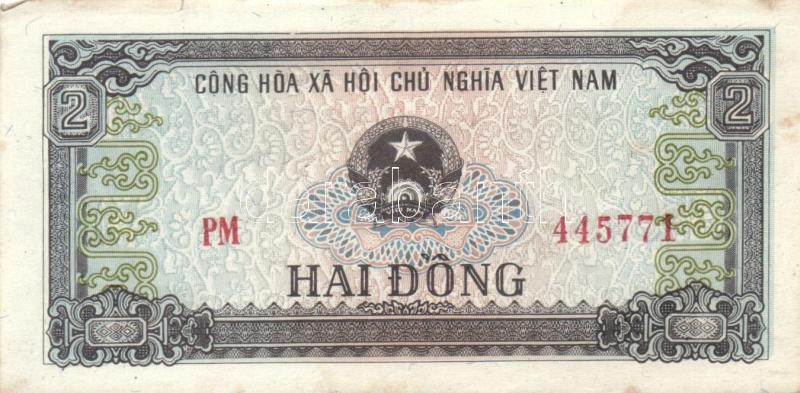 CÔNG HÒA XÃ HỘI CHỦ NGHĨA VIỆT NAM
2 2
PM 445771
HAI ĐỒNG